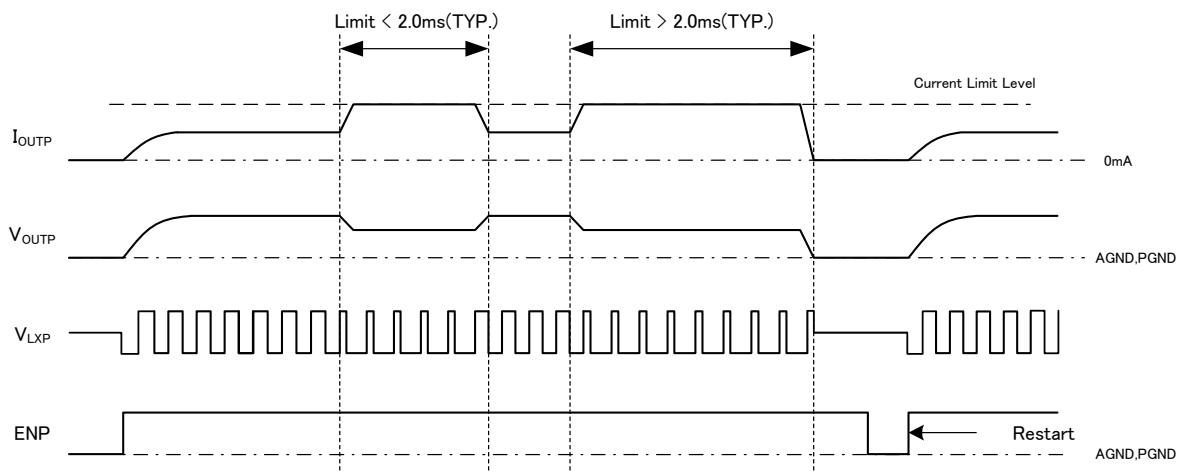 Limit < 2.0ms(TYP.)
Limit > 2.0ms(TYP.)
Current Limit Level
IOUTP
0mA
VOUTP
AGND,PGND
VLXP
ENP
Restart
AGND,PGND